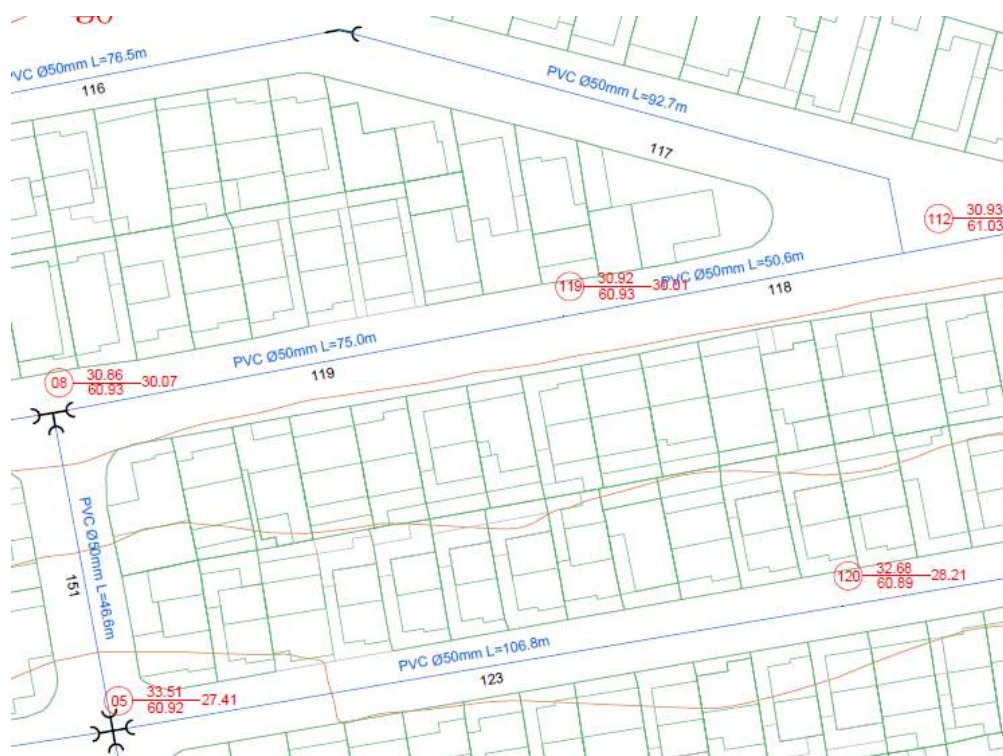 PVC Ø50mm L=76.5m
116
PVC Ø50mm L=92.7m
117
112 30.93
61.03
119 30.92
60.93
PVC Ø50mm L=50.6m
118
PVC Ø50mm L=75.0m
119
08 30.86 30.07
60.93
PVC Ø50mm L=46.6m
151
120 32.68 28.21
60.89
PVC Ø50mm L=106.8m
123
05 33.51 27.41
60.92